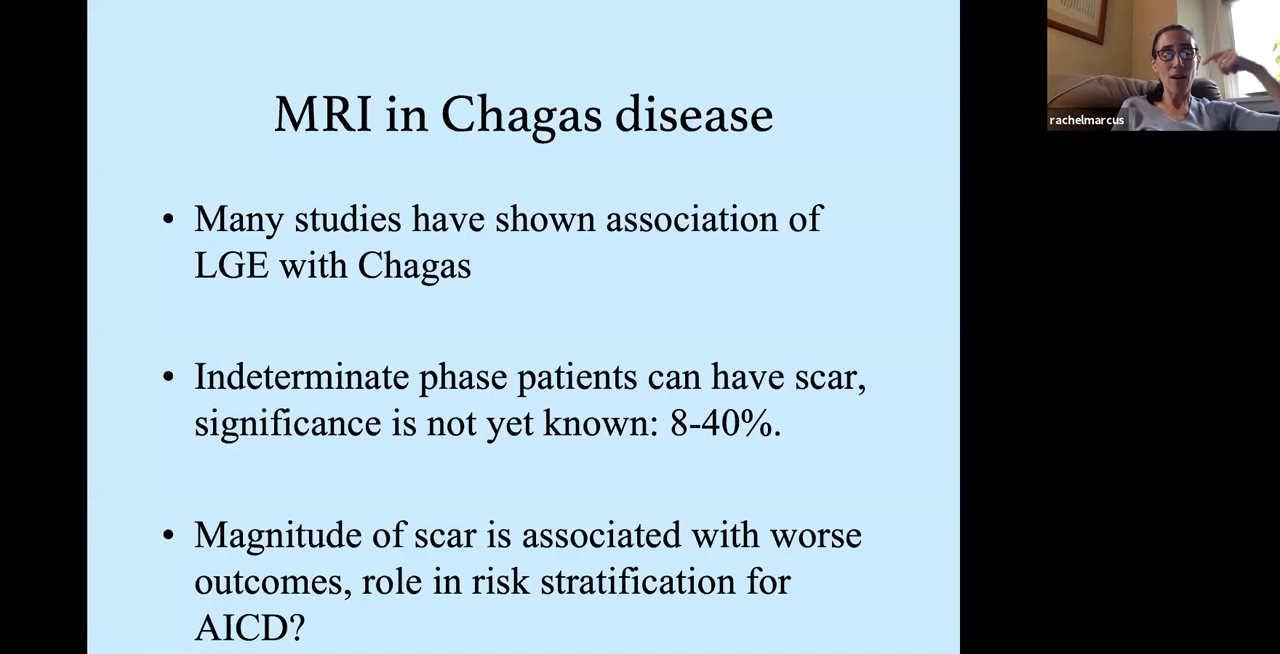 MRI in Chagas disease
• Many studies have shown association of
LGE with Chagas
• Indeterminate phase patients can have scar,
significance is not yet known: 8-40%.
• Magnitude of scar is associated with worse
outcomes, role in risk stratification for
AICD?
rachelmarcus